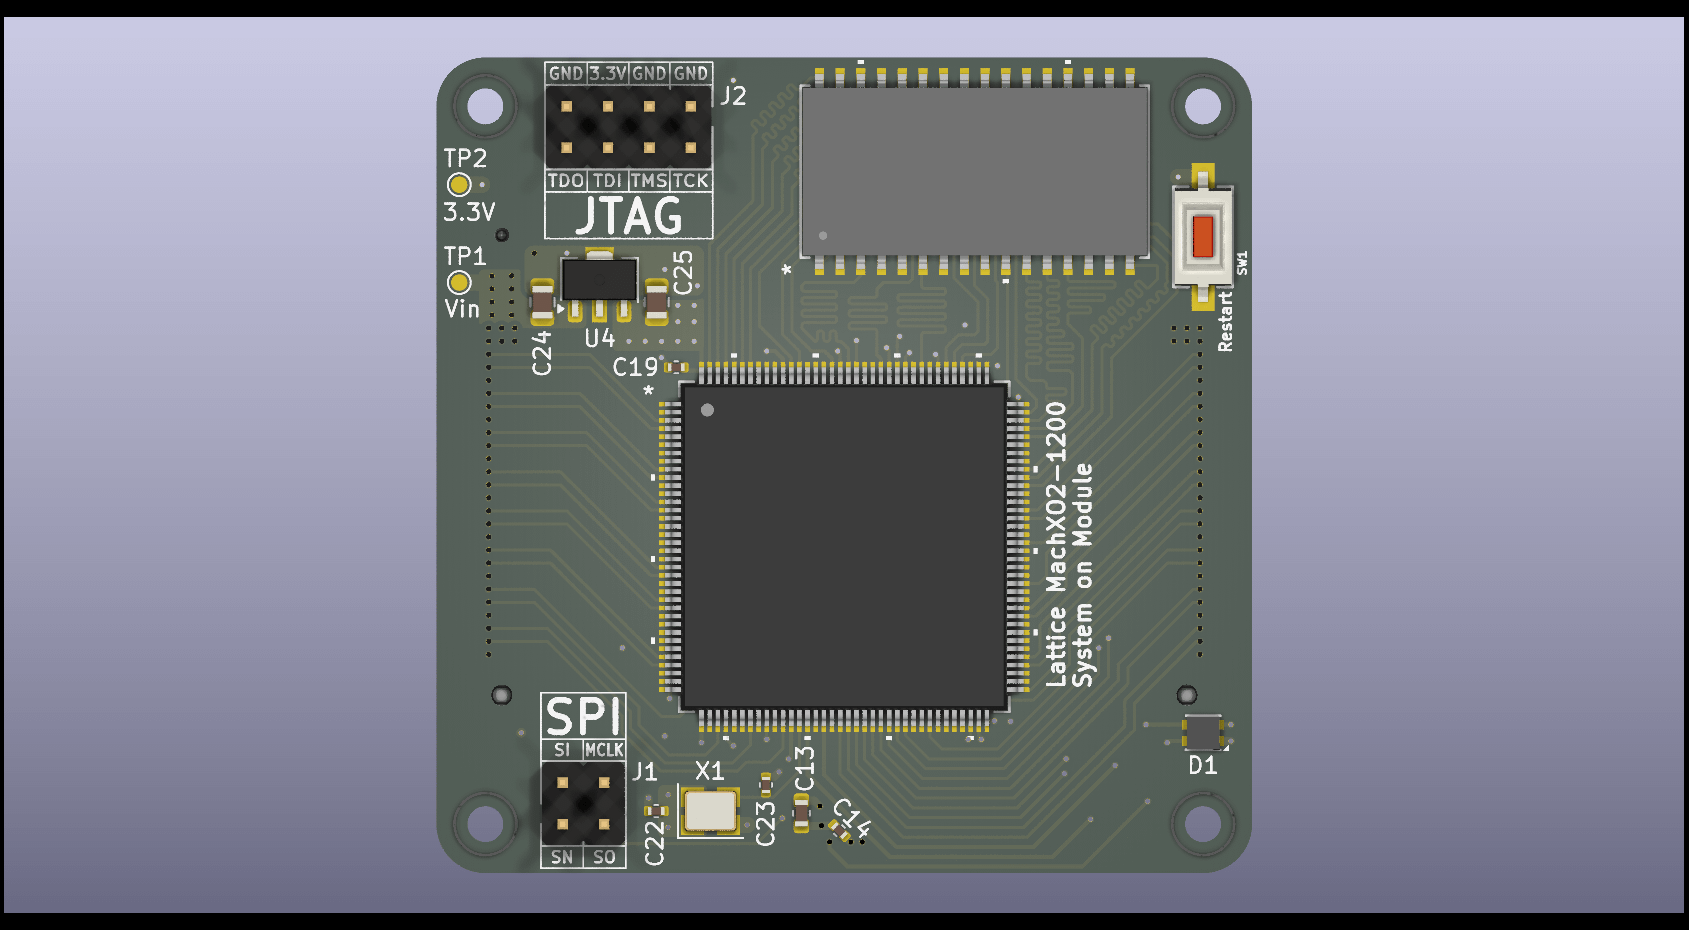 GND 3.3V GND GND
J2
TDO TDI TMS TCK
JTAG
TP2
3.3V
TP1
Vin
C24
U4
C25
C19
*
*
SW1
Restart
Lattice MachXO2-1200
System on Module
SPI
SI MCLK
J1
SN SO
C22
X1
C23
C13
C14
D1